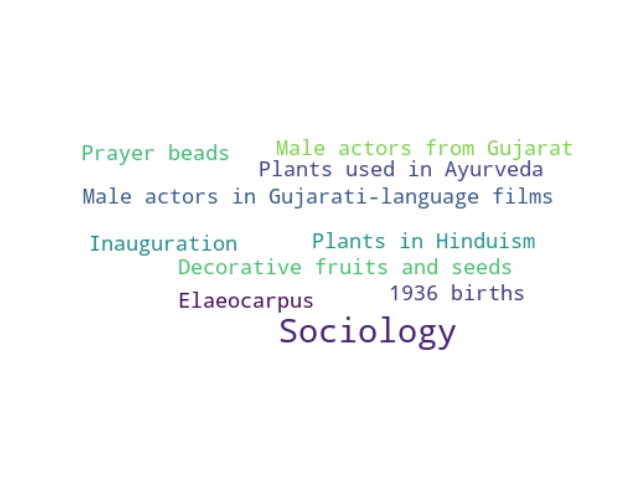 Prayer beads
Male actors from Gujarat
Plants used in Ayurveda
Male actors in Gujarati-language films
Inauguration
Plants in Hinduism
Decorative fruits and seeds
Elaeocarpus
1936 births
Sociology